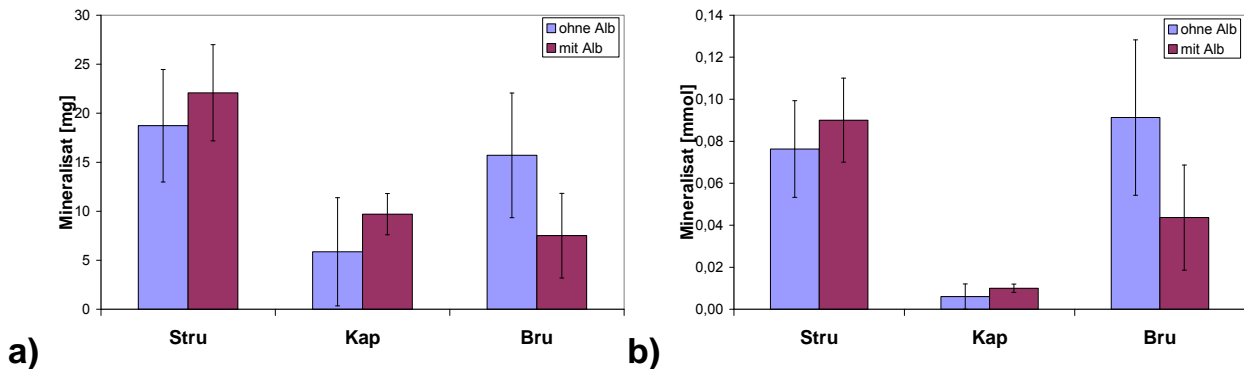 Mineralisat [mg]
30
25
20
15
10
5
0
ohne Alb
mit Alb
Stru Kap Bru
a)
Mineralisat [mmol]
0,14
0,12
0,10
0,08
0,06
0,04
0,02
0,00
ohne Alb
mit Alb
Stru Kap Bru
b)